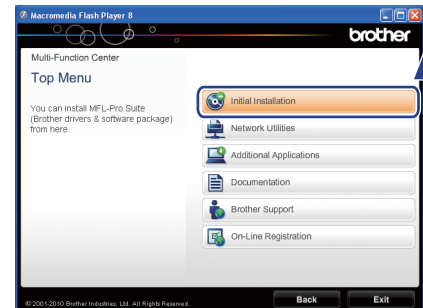 Macromedia Flash Player 8
brother
Multi-Function Center
Top Menu
You can install MFL-Pro Suite
(Brother drivers & software package)
from here.
Initial Installation
Network Utilities
Additional Applications
Documentation
Brother Support
On-Line Registration
© 2001-2010 Brother Industries, Ltd. All Rights Reserved.
Back
Exit